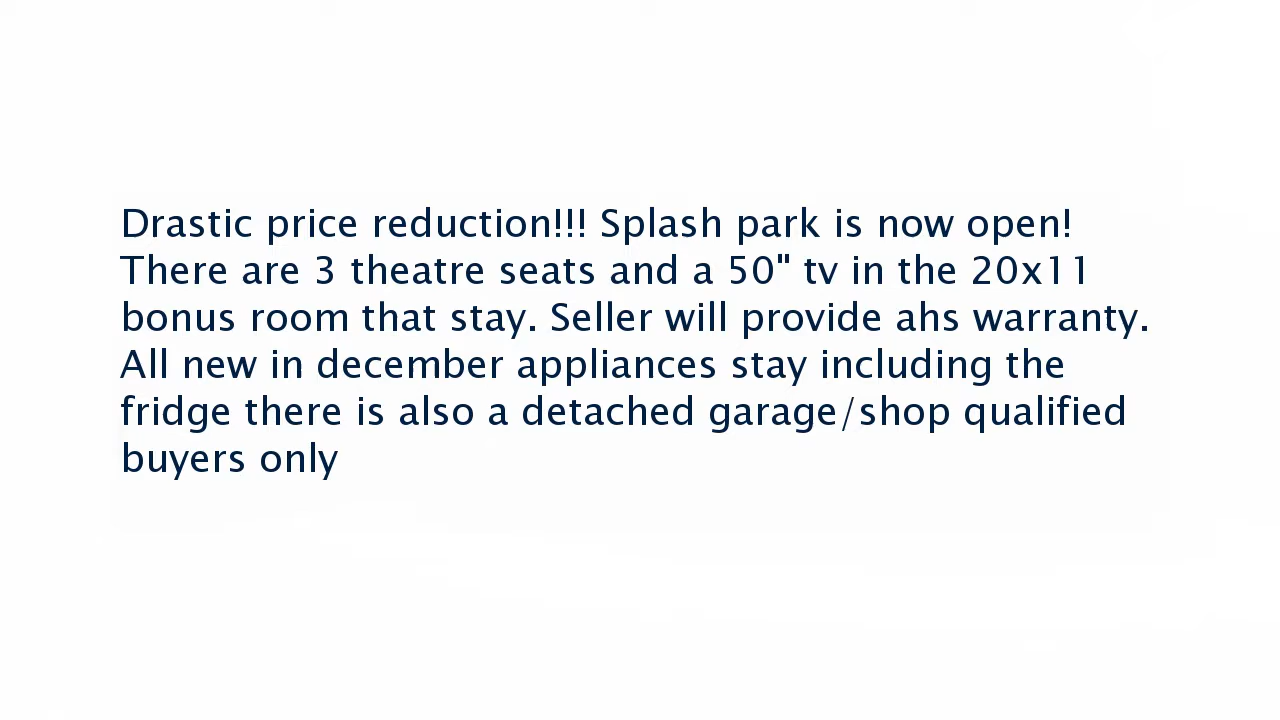 Drastic price reduction!!! Splash park is now open!
There are 3 theatre seats and a 50" tv in the 20x11
bonus room that stay. Seller will provide ahs warranty.
All new in december appliances stay including the
fridge there is also a detached garage/shop qualified
buyers only